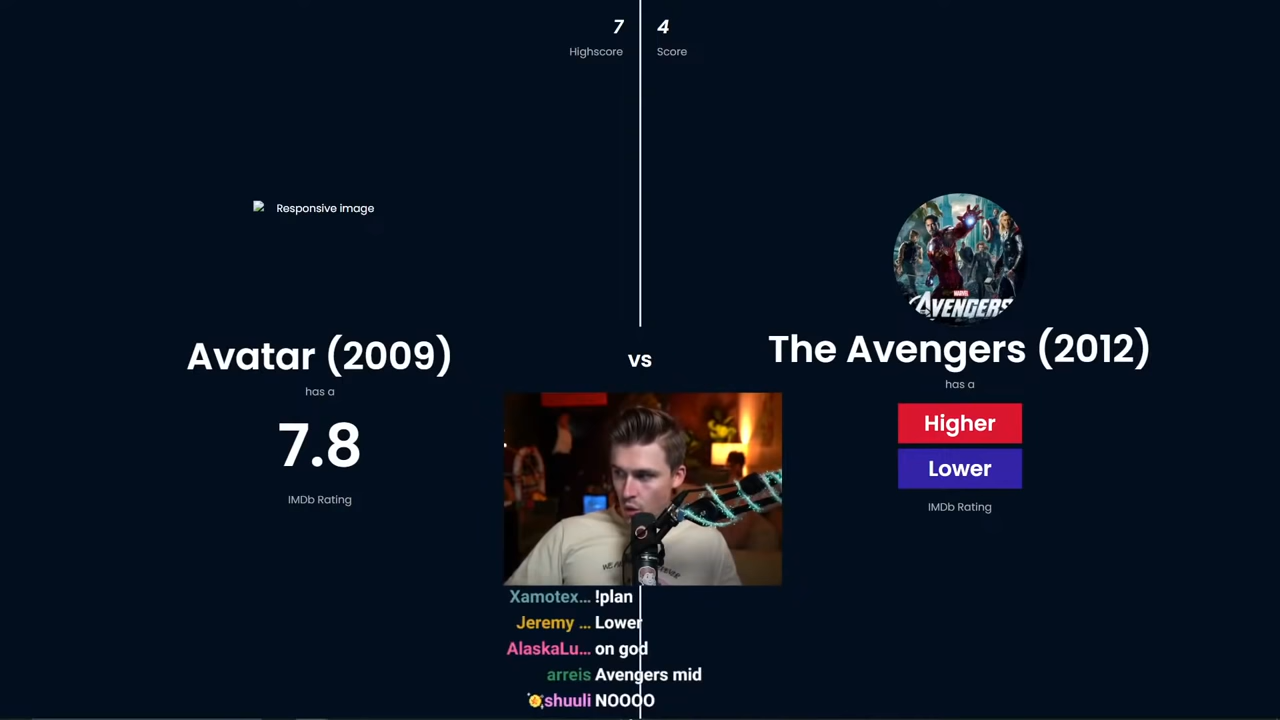 7
Highscore
4
Score
Responsive image
MARVEL
AVENGERS
Avatar (2009)
has a
7.8
IMDb Rating
vs
The Avengers (2012)
has a
Higher
Lower
IMDb Rating
Xamotex... !plan
Jeremy ... Lower
AlaskaLu... on god
arreis Avengers mid
shuuli NOOOO